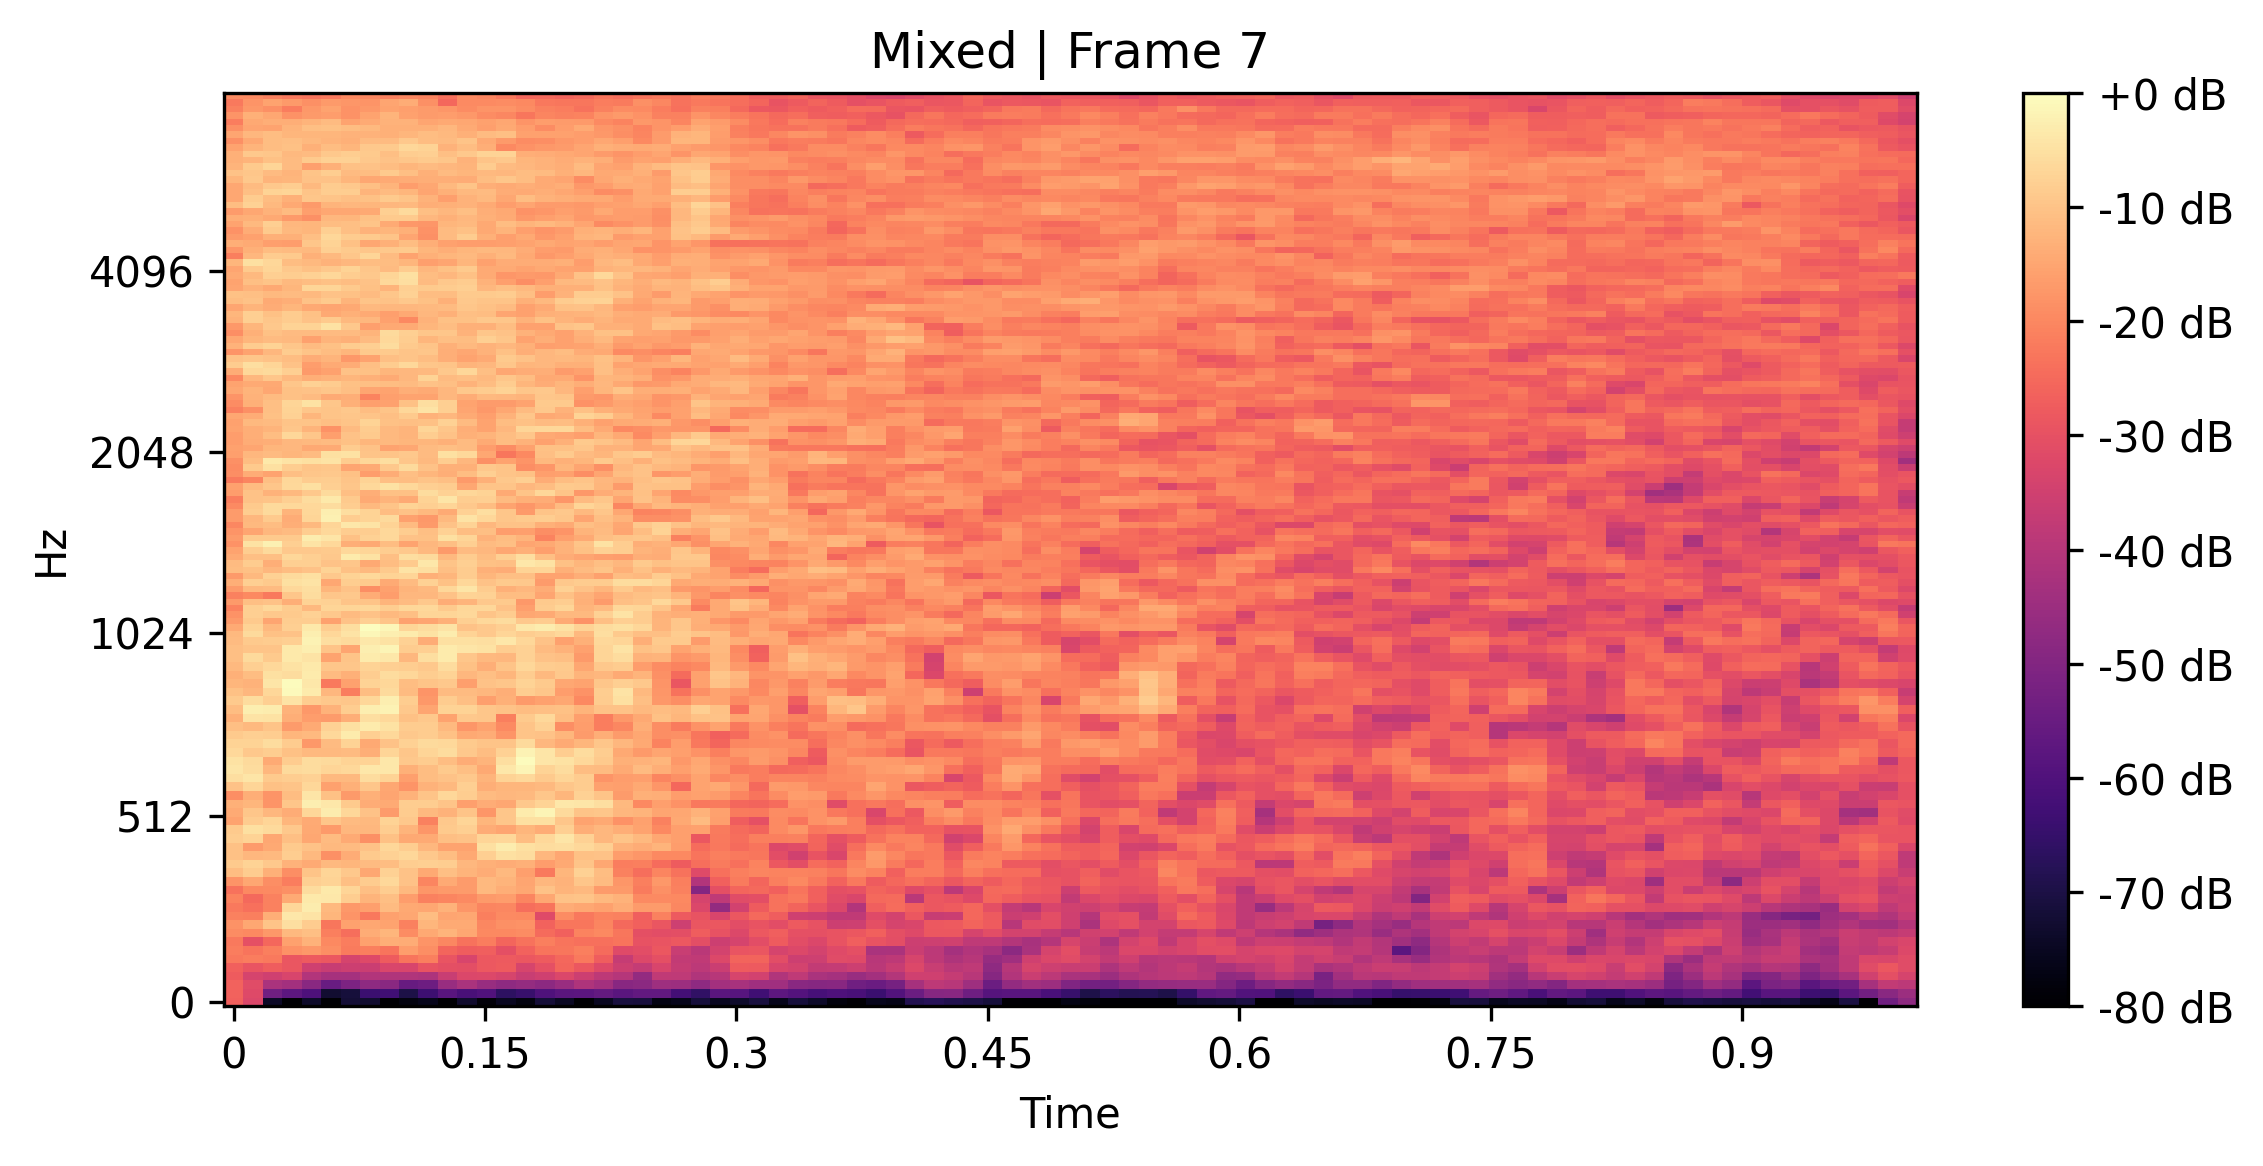 Mixed | Frame 7
+0 dB
-10 dB
-20 dB
-30 dB
-40 dB
-50 dB
-60 dB
-70 dB
-80 dB
Hz
4096
2048
1024
512
0
0 0.15 0.3 0.45 0.6 0.75 0.9
Time